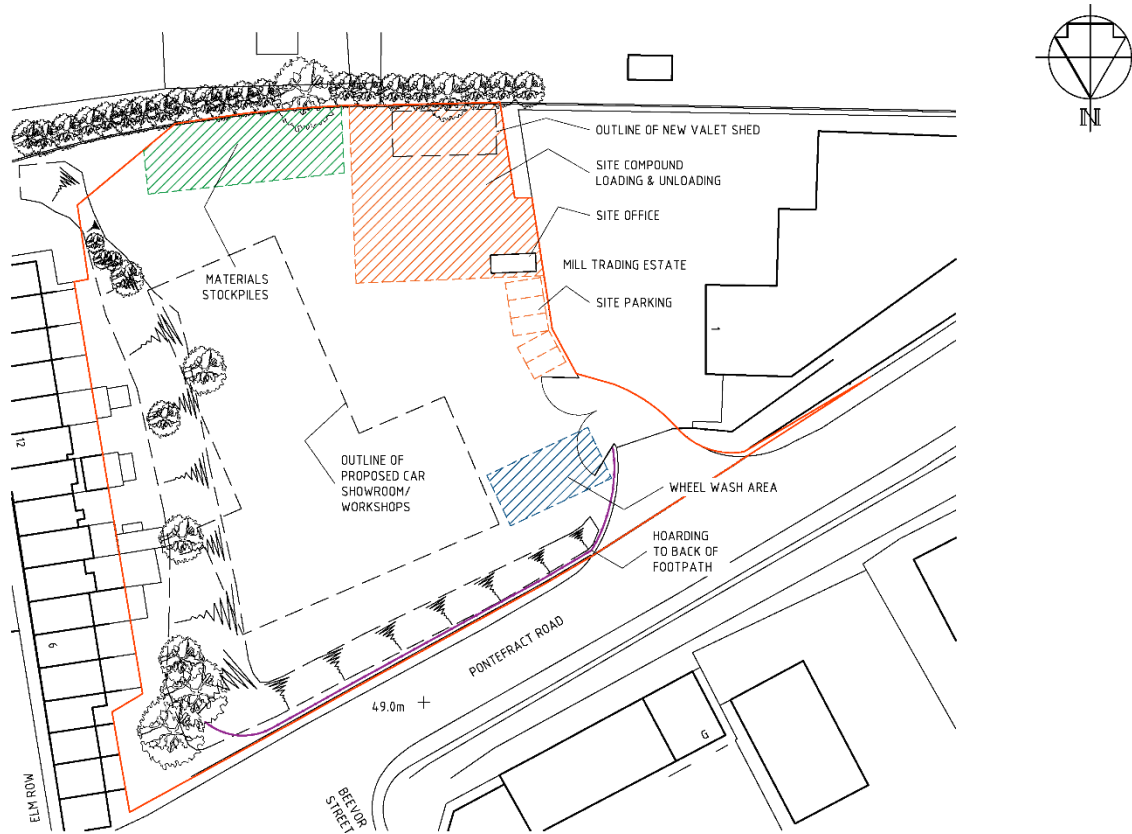 N
OUTLINE OF NEW VALET SHED
SITE COMPOUND
LOADING & UNLOADING
SITE OFFICE
MILL TRADING ESTATE
MATERIALS
STOCKPILES
SITE PARKING
1
12
OUTLINE OF
PROPOSED CAR
SHOWROOM/
WORKSHOPS
WHEEL WASH AREA
HOARDING
TO BACK OF
FOOTPATH
6
PONTEFRACT ROAD
49.0m
G
ELM ROW
BEEVOR
STREET